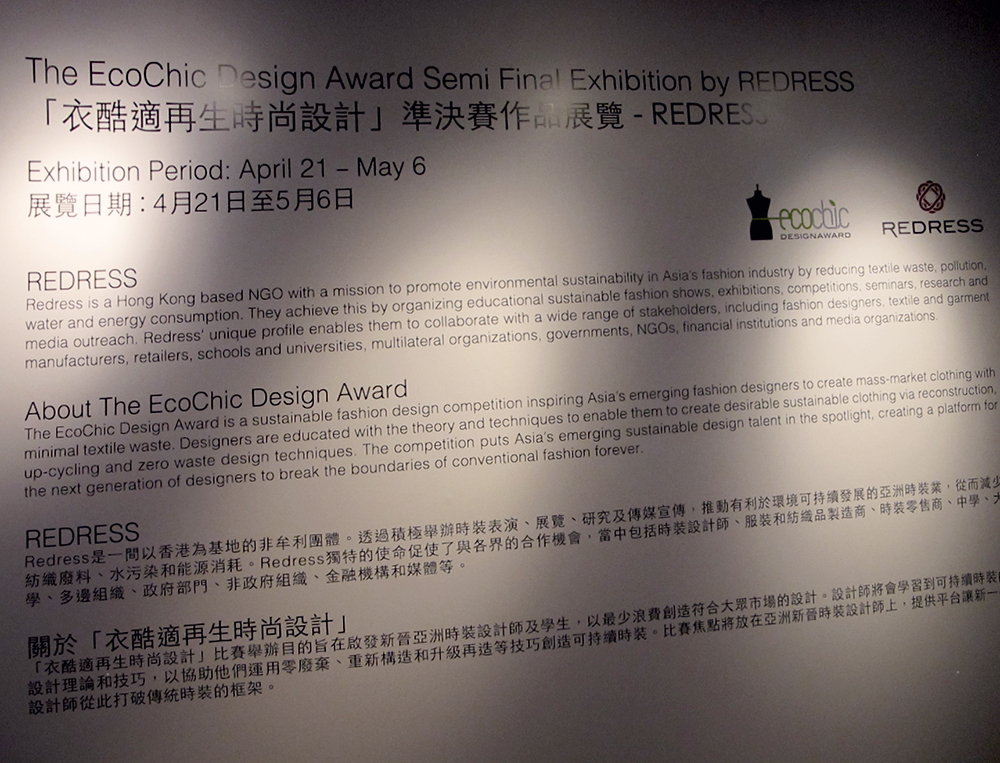 The EcoChic Design Award Semi Final Exhibition by REDRESS
「衣酷適再生時尚設計」準決賽作品展覽 - REDRESS
Exhibition Period: April 21 – May 6
展覽日期：4月21日至5月6日
ecochic
DESIGNAWARD
REDRESS
REDRESS
Redress is a Hong Kong based NGO with a mission to promote environmental sustainability in Asia's fashion industry by reducing textile waste, pollution,
water and energy consumption. They achieve this by organizing educational sustainable fashion shows, exhibitions, competitions, seminars, research and
media outreach. Redress' unique profile enables them to collaborate with a wide range of stakeholders, including fashion designers, textile and garment
manufacturers, retailers, schools and universities, multilateral organizations, governments, NGOs, financial institutions and media organizations.
About The EcoChic Design Award
The EcoChic Design Award is a sustainable fashion design competition inspiring Asia's emerging fashion designers to create mass-market clothing with
minimal textile waste. Designers are educated with the theory and techniques to enable them to create desirable sustainable clothing via reconstruction,
up-cycling and zero waste design techniques. The competition puts Asia's emerging sustainable design talent in the spotlight, creating a platform for
the next generation of designers to break the boundaries of conventional fashion forever.
REDRESS
Redress是一間以香港為基地的非牟利團體。透過積極舉辦時裝表演、展覽、研究及傳媒宣傳，推動有利於環境可持續發展的亞洲時裝業，從而減少
紡織廢料、水污染和能源消耗。Redress獨特的使命促使了與各界的合作機會，當中包括時裝設計師、服裝和紡織品製造商、時裝零售商、中學、大
學、多邊組織、政府部門、非政府組織、金融機構和媒體等。
關於「衣酷適再生時尚設計」
「衣酷適再生時尚設計」比賽舉辦目的旨在啟發新晉亞洲時裝設計師及學生，以最少浪費創造符合大眾市場的設計。設計師將會學習到可持續時裝
設計理論和技巧，以協助他們運用零廢棄、重新構造和升級再造等技巧創造可持續時裝。比賽焦點將放在亞洲新晉時裝設計師上，提供平台讓新一
設計師從此打破傳統時裝的框架。